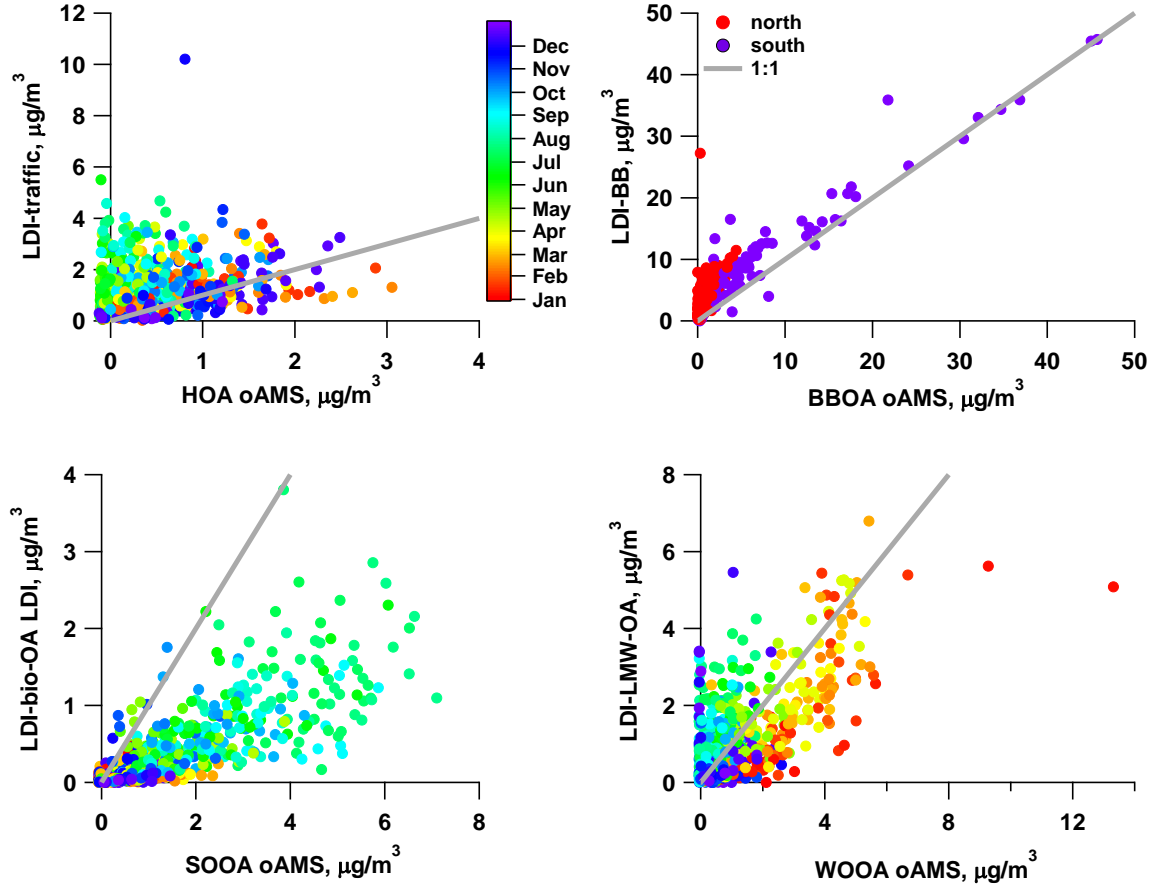 12
10
8
6
4
2
0
LDI-traffic, μg/m³
0 1 2 3 4
HOA oAMS, μg/m³
Dec
Nov
Oct
Sep
Aug
Jul
Jun
May
Apr
Mar
Feb
Jan
50
40
30
20
10
0
LDI-BB, μg/m³
north
south
1:1
0 10 20 30 40 50
BBOA oAMS, μg/m³
4
3
2
1
0
LDI-bio-OA LDI, μg/m³
0 2 4 6 8
SOOA oAMS, μg/m³
8
6
4
2
0
LDI-LMW-OA, μg/m³
0 4 8 12
WOOA oAMS, μg/m³